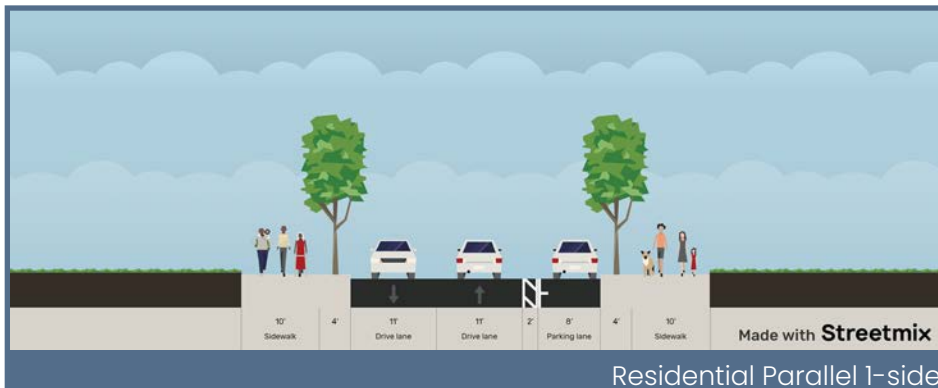 10' 4' 11' 11' 2' 8' 4' 10'
Sidewalk Drive lane Drive lane Parking lane Sidewalk
Made with Streetmix
Residential Parallel 1-side